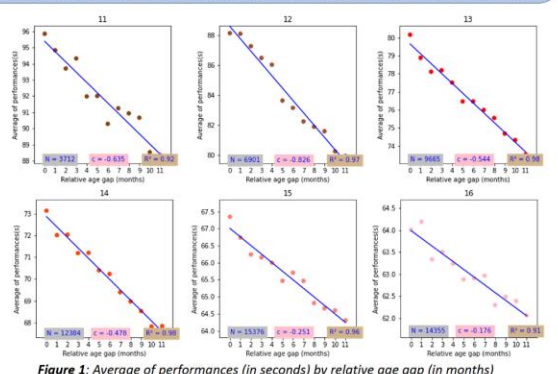 11
96
95
94
93
92
91
90
89
88
Average of performances(s)
N = 3712 c = -0.635 R² = 0.92
0 1 2 3 4 5 6 7 8 9 10 11
Relative age gap (months)
12
88
86
84
82
80
Average of performances(s)
N = 6901 c = -0.826 R² = 0.97
0 1 2 3 4 5 6 7 8 9 10 11
Relative age gap (months)
13
80
79
78
77
76
75
74
Average of performances(s)
N = 9665 c = -0.544 R² = 0.98
0 1 2 3 4 5 6 7 8 9 10 11
Relative age gap (months)
14
73
72
71
70
69
68
Average of performances(s)
N = 12384 c = -0.478 R² = 0.98
0 1 2 3 4 5 6 7 8 9 10 11
Relative age gap (months)
15
67.5
67.0
66.5
66.0
65.5
65.0
64.5
64.0
Average of performances(s)
N = 15376 c = -0.251 R² = 0.96
0 1 2 3 4 5 6 7 8 9 10 11
Relative age gap (months)
16
64.5
64.0
63.5
63.0
62.5
62.0
Average of performances(s)
N = 14355 c = -0.176 R² = 0.91
0 1 2 3 4 5 6 7 8 9 10 11
Relative age gap (months)
Figure 1: Average of performances (in seconds) by relative age gap (in months)